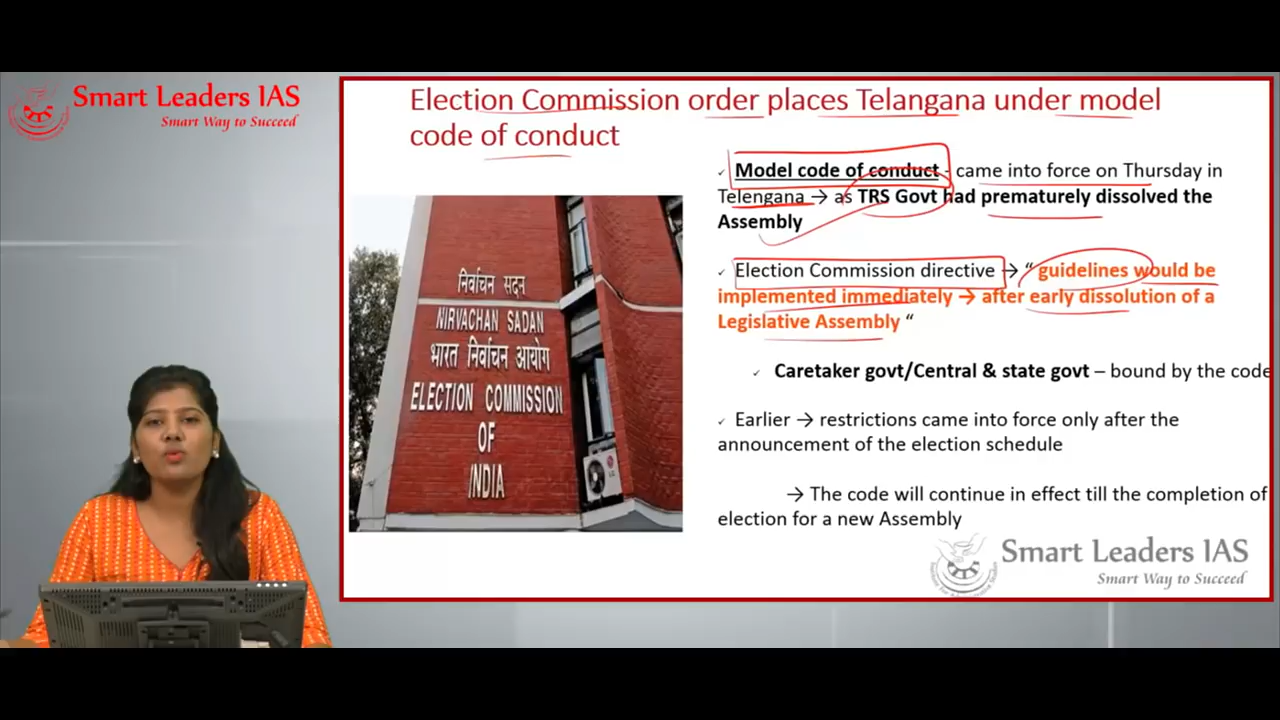 Smart Leaders IAS
Smart Way to Succeed
Election Commission order places Telangana under model
code of conduct
✓ Model code of conduct - came into force on Thursday in
Telengana → as TRS Govt had prematurely dissolved the
Assembly
✓ Election Commission directive → “ guidelines would be
implemented immediately → after early dissolution of a
Legislative Assembly “
✓ Caretaker govt/Central & state govt – bound by the code
✓ Earlier → restrictions came into force only after the
announcement of the election schedule
→ The code will continue in effect till the completion of
election for a new Assembly
निर्वाचन सदन
NIRVACHAN SADAN
भारत निर्वाचन आयोग
ELECTION COMMISSION
OF
INDIA
Smart Leaders IAS
Smart Way to Succeed